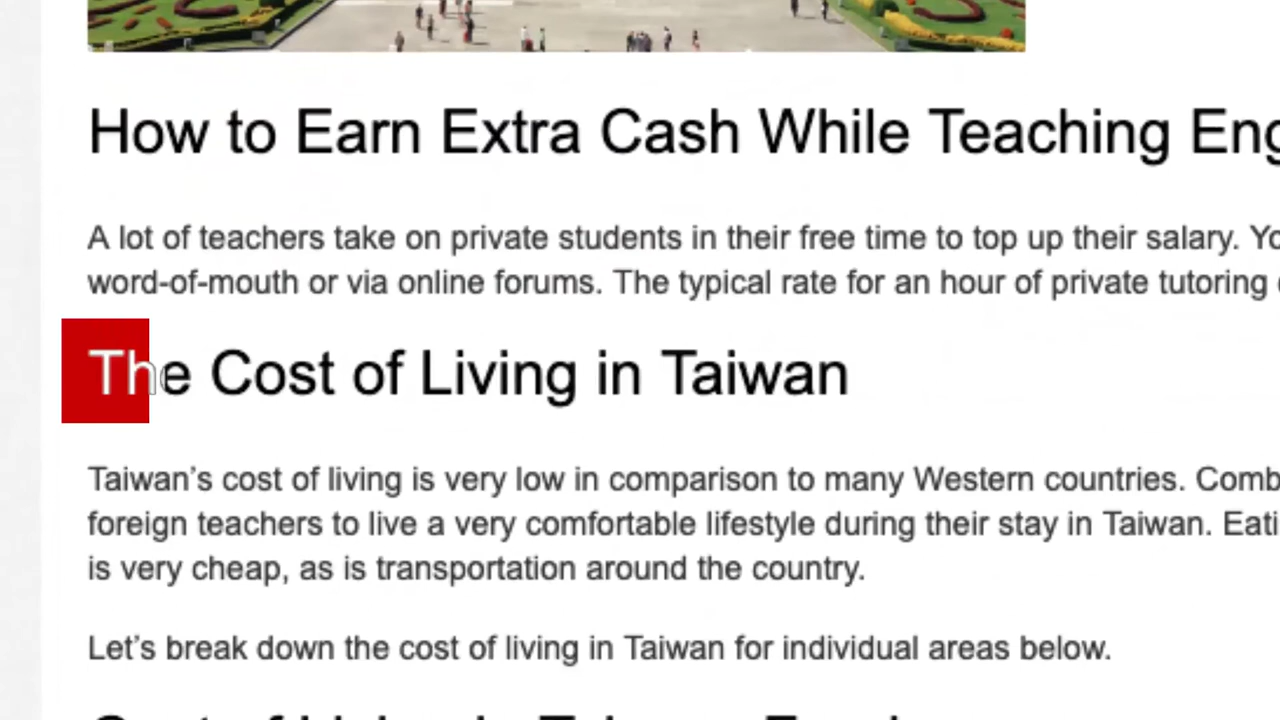 How to Earn Extra Cash While Teaching
A lot of teachers take on private students in their free time to top up their salary.
word-of-mouth or via online forums. The typical rate for an hour of private tutoring
The Cost of Living in Taiwan
Taiwan’s cost of living is very low in comparison to many Western countries.
foreign teachers to live a very comfortable lifestyle during their stay in Taiwan.
is very cheap, as is transportation around the country.
Let’s break down the cost of living in Taiwan for individual areas below.